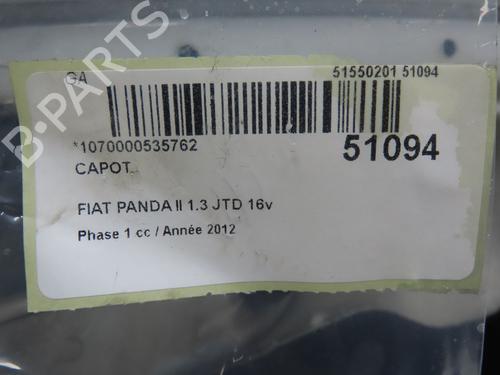 GA 51550201 51094
*1070000535762 51094
CAPOT
FIAT PANDA II 1.3 JTD 16v
Phase 1 cc / Année 2012
B-PARTS